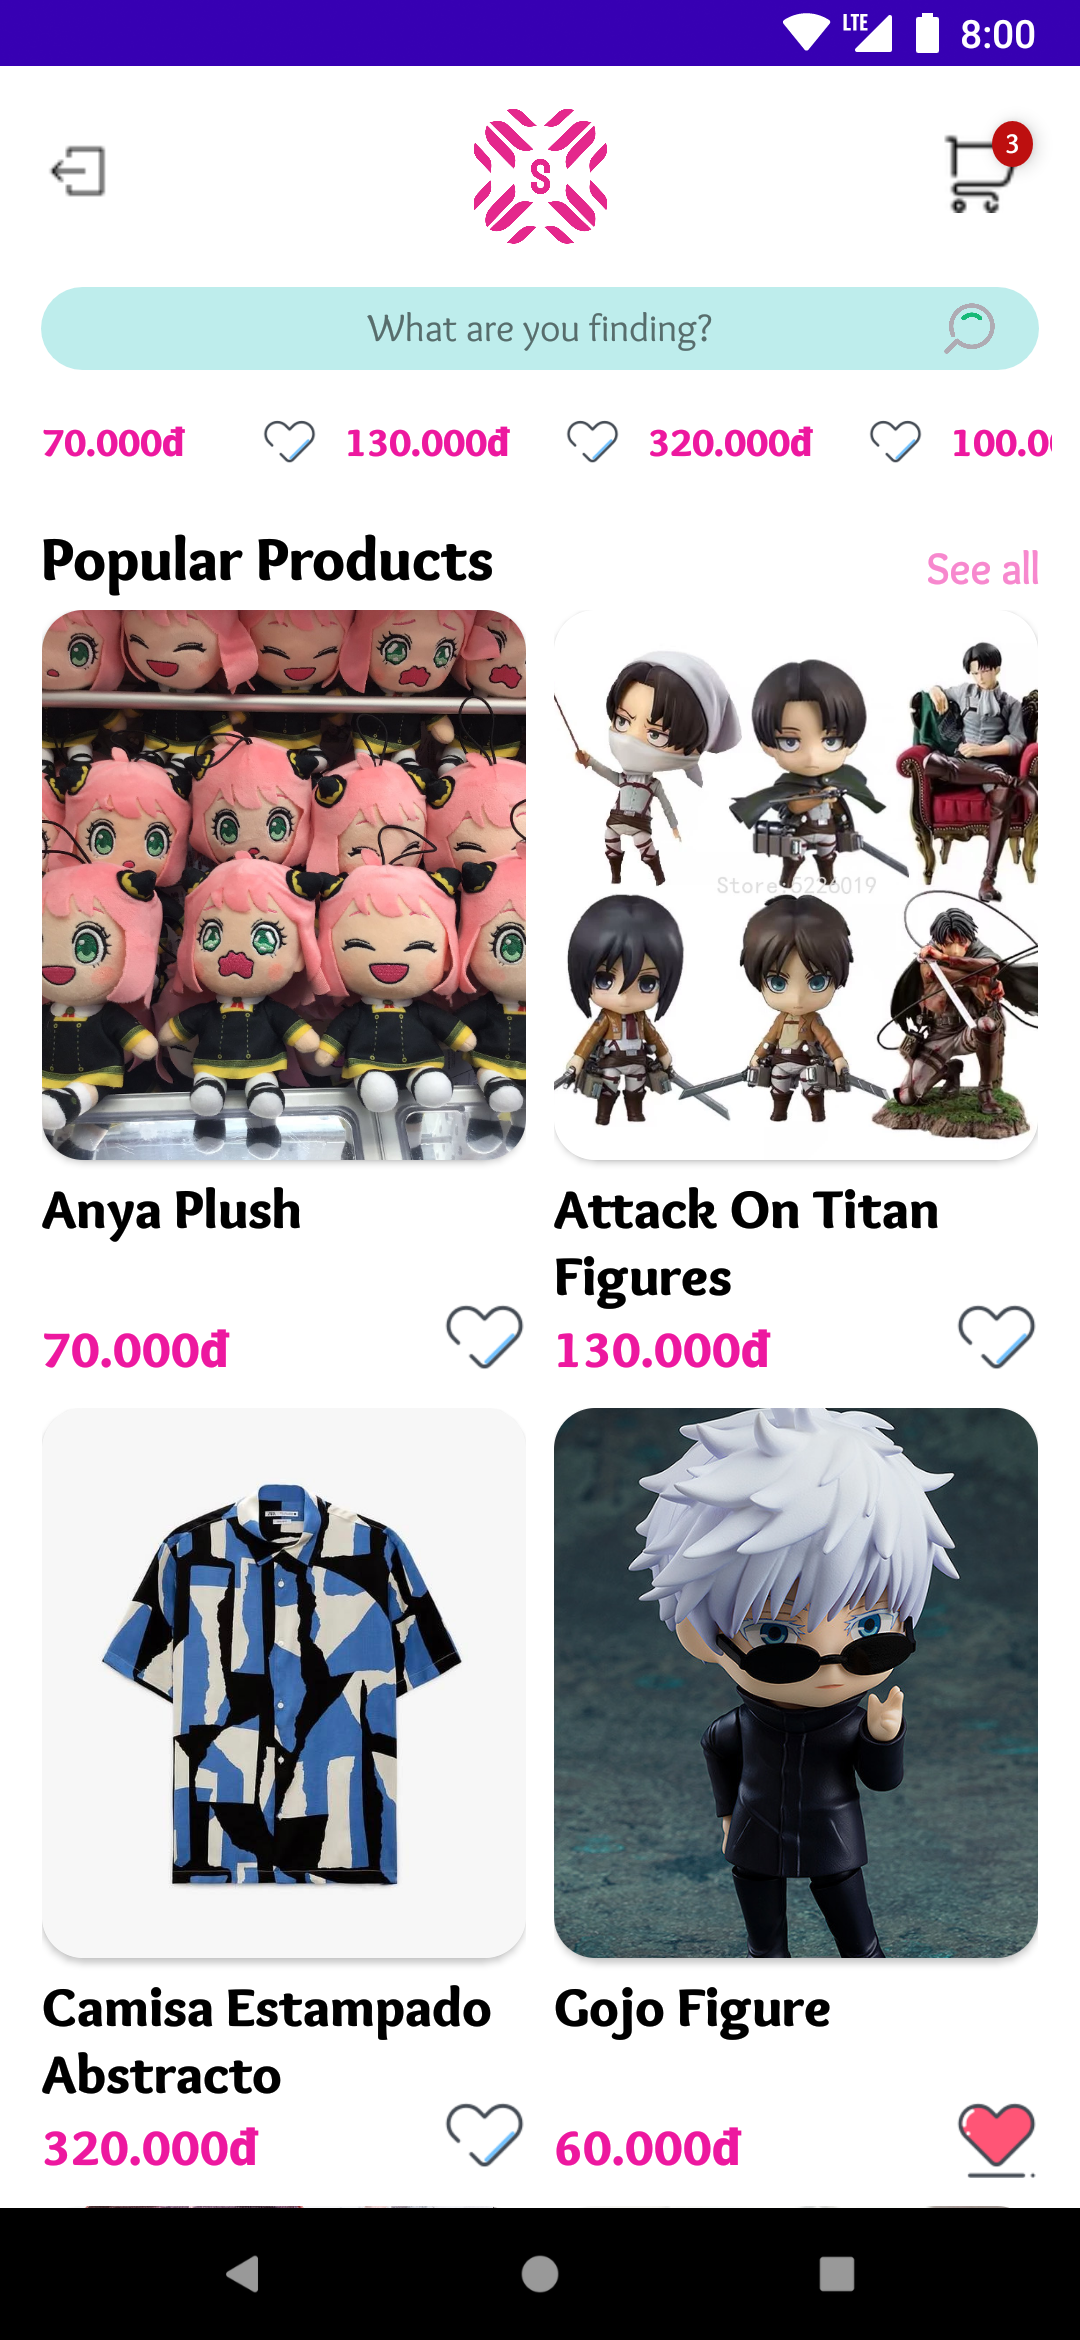 LTE 8:00
S
3
What are you finding?
70.000đ 130.000đ 320.000đ 100.0
Popular Products
See all
Store:5226019
Anya Plush
Attack On Titan
Figures
70.000đ
130.000đ
Camisa Estampado
Abstracto
Gojo Figure
320.000đ
60.000đ